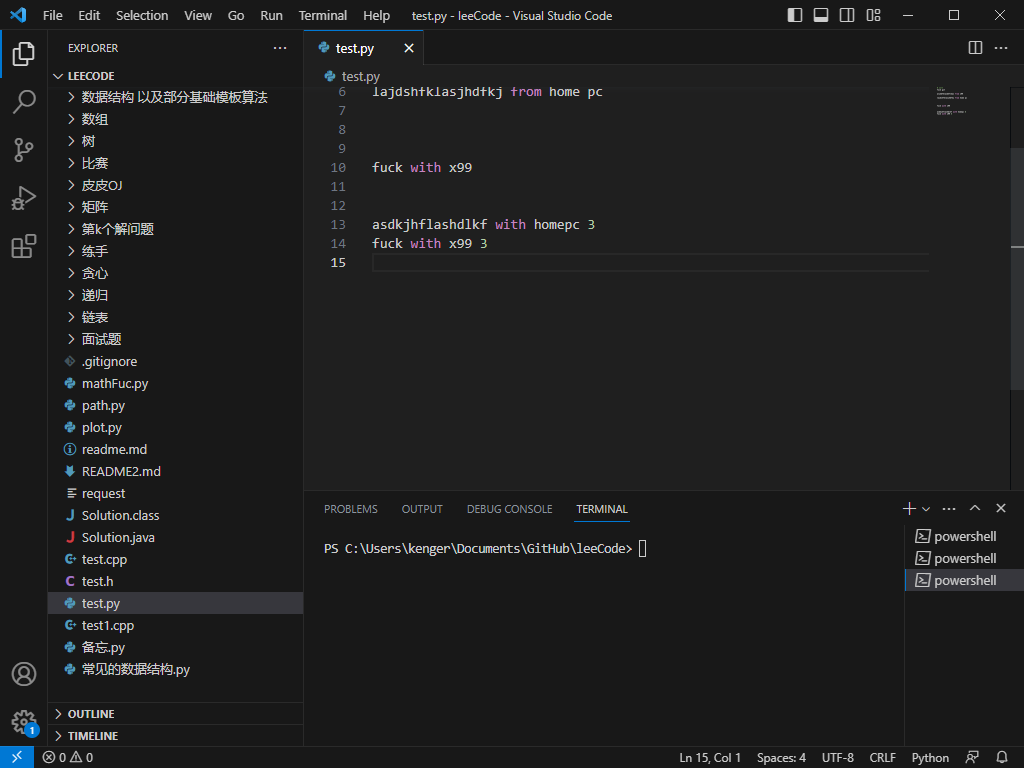 File Edit Selection View Go Run Terminal Help test.py - leeCode - Visual Studio Code
EXPLORER
LEECODE
数据结构 以及部分基础模板算法
数组
树
比赛
皮皮OJ
矩阵
第k个解问题
练手
贪心
递归
链表
面试题
.gitignore
mathFuc.py
path.py
plot.py
readme.md
README2.md
request
Solution.class
Solution.java
test.cpp
test.h
test.py
test1.cpp
备忘.py
常见的数据结构.py
OUTLINE
TIMELINE
test.py
test.py
6 lajdshfklasjhdfkj from home pc
7
8
9
10 fuck with x99
11
12
13 asdkjhflashdlkf with homepc 3
14 fuck with x99 3
15
PROBLEMS OUTPUT DEBUG CONSOLE TERMINAL
PS C:\Users\kenger\Documents\GitHub\leeCode>
powershell
powershell
powershell
1
0 0 Ln 15, Col 1 Spaces: 4 UTF-8 CRLF Python